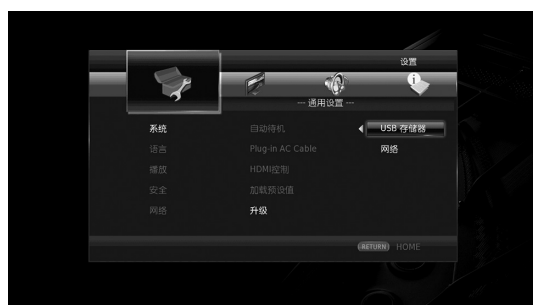 设置
--- 通用设置 ---
系统 自动待机 USB 存储器
语言 Plug-in AC Cable 网络
播放 HDMI控制
安全 加载预设值
网络 升级
RETURN HOME